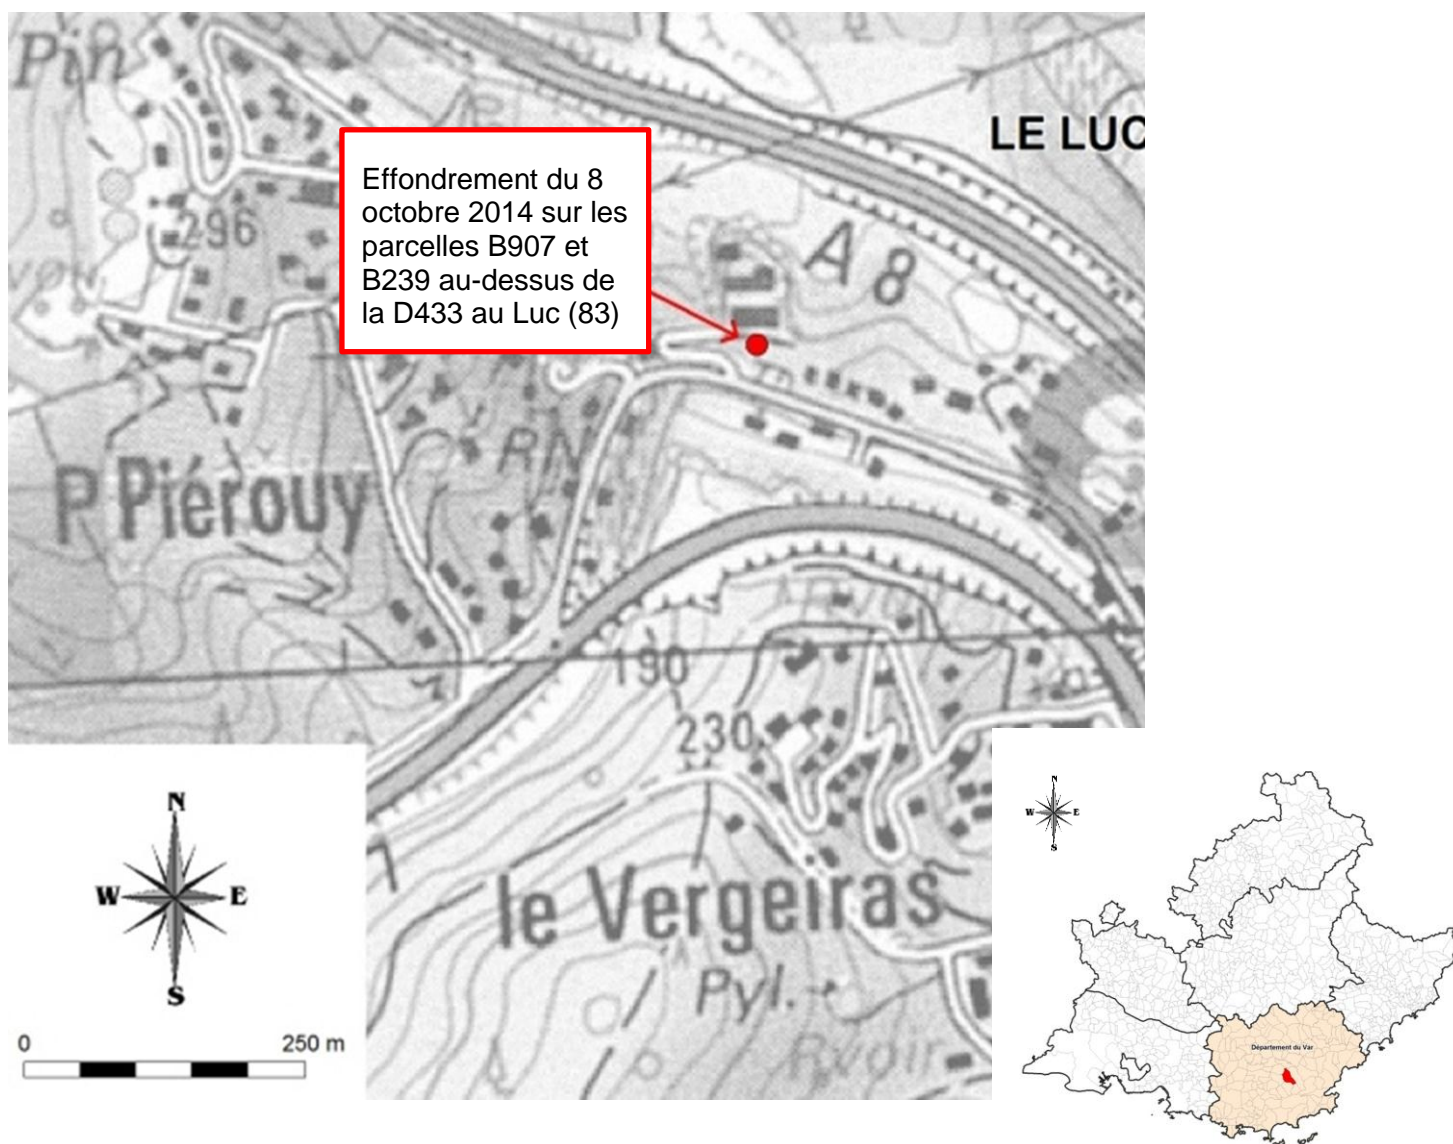 Pin
LE LUC
Effondrement du 8
octobre 2014 sur les
parcelles B907 et
B239 au-dessus de
la D433 au Luc (83)
296
A 8
RN
P Piérouy
190
230
le Vergeiras
Pyl.
N
W E
S
0 250 m
N
W E
S
Département du Var